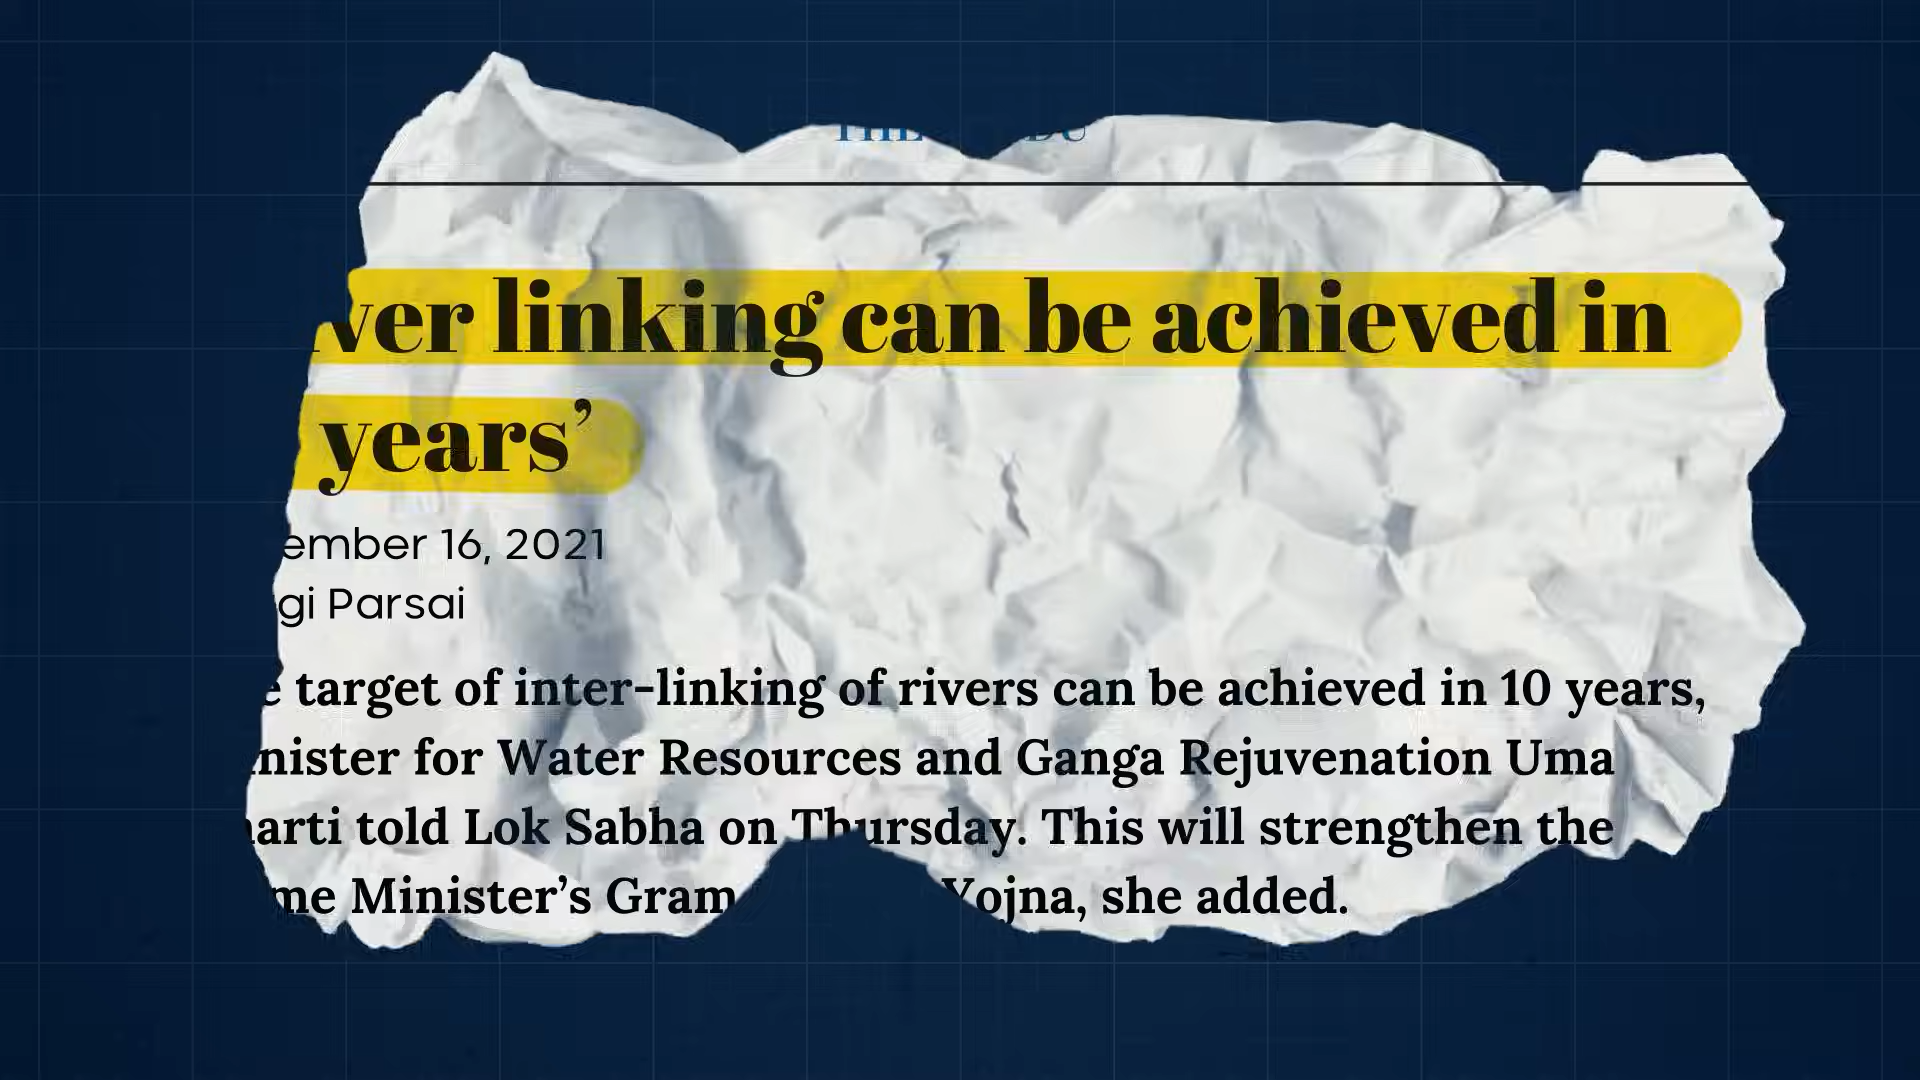 ver linking can be achieved in
years’
ember 16, 2021
gi Parsai
e target of inter-linking of rivers can be achieved in 10 years,
nister for Water Resources and Ganga Rejuvenation Uma
arti told Lok Sabha on Thursday. This will strengthen the
me Minister’s Gram Yojna, she added.